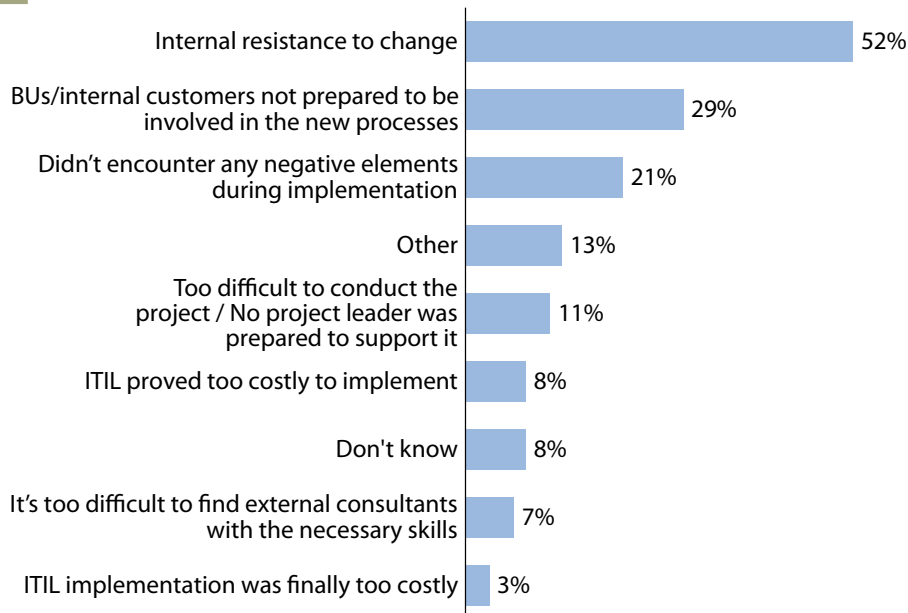 Internal resistance to change 52%
BUs/internal customers not prepared to be
involved in the new processes
29%
Didn't encounter any negative elements
during implementation
21%
Other 13%
Too difficult to conduct the
project / No project leader was
prepared to support it
11%
ITIL proved too costly to implement 8%
Don't know 8%
It's too difficult to find external consultants
with the necessary skills
7%
ITIL implementation was finally too costly 3%